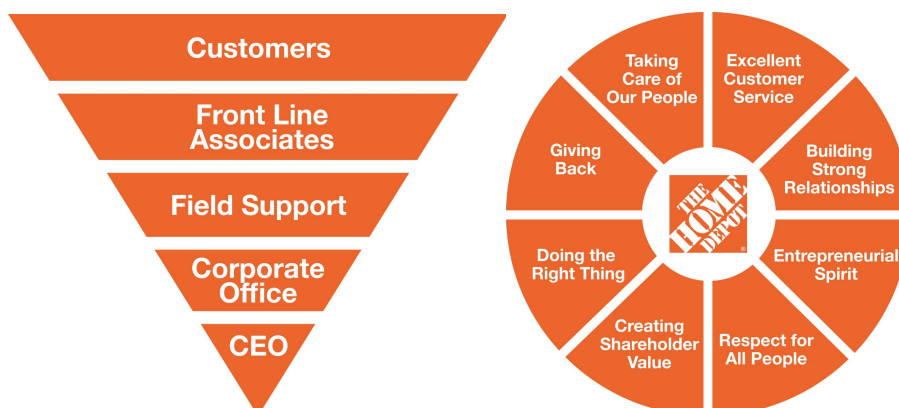 Customers
Front Line
Associates
Field Support
Corporate
Office
CEO
Taking
Care of
Our People
Excellent
Customer
Service
Building
Strong
Relationships
Entrepreneurial
Spirit
Respect for
All People
Creating
Shareholder
Value
Doing the
Right Thing
Giving
Back
THE
HOME
DEPOT
®